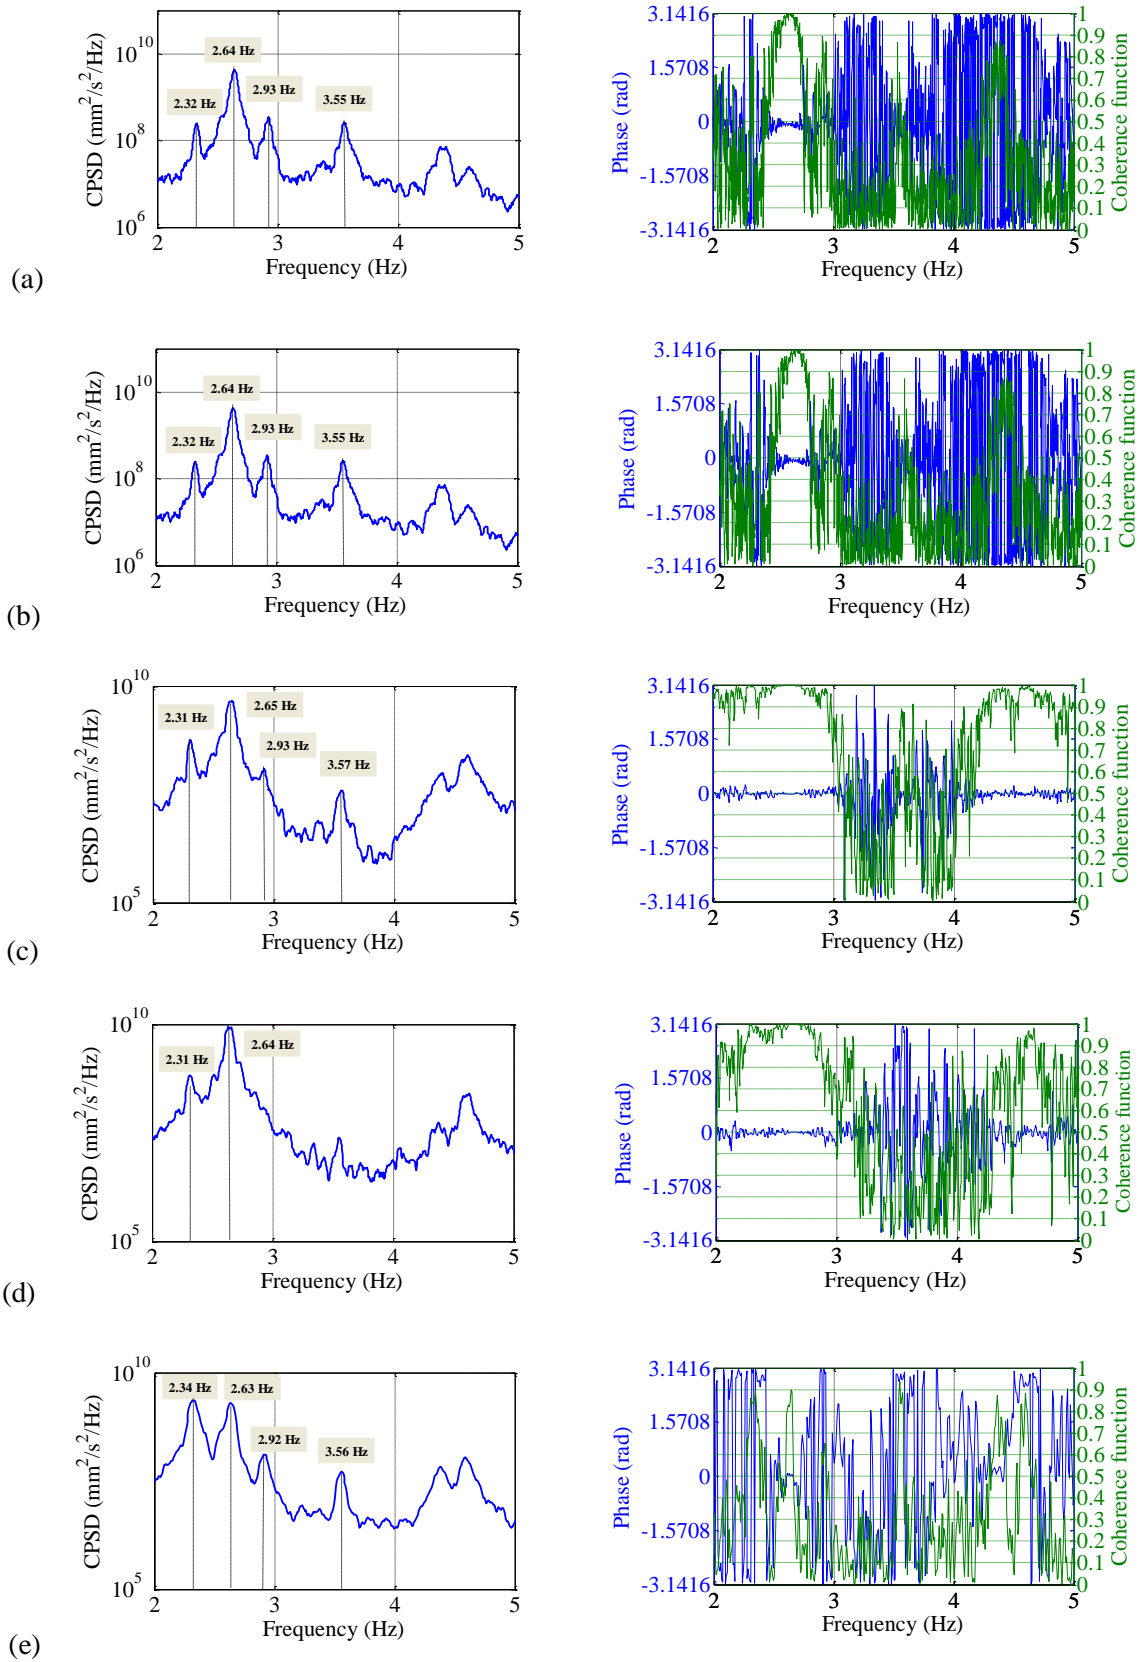 CPSD (mm²/s²/Hz)
10¹⁰
10⁸
10⁶
2.32 Hz
2.64 Hz
2.93 Hz
3.55 Hz
2 3 4 5
Frequency (Hz)
Phase (rad)
3.1416
1.5708
0
-1.5708
-3.1416
Coherence function
1
0.9
0.8
0.7
0.6
0.5
0.4
0.3
0.2
0.1
0
2 3 4 5
Frequency (Hz)
(a)
CPSD (mm²/s²/Hz)
10¹⁰
10⁸
10⁶
2.32 Hz
2.64 Hz
2.93 Hz
3.55 Hz
2 3 4 5
Frequency (Hz)
Phase (rad)
3.1416
1.5708
0
-1.5708
-3.1416
Coherence function
1
0.9
0.8
0.7
0.6
0.5
0.4
0.3
0.2
0.1
0
2 3 4 5
Frequency (Hz)
(b)
CPSD (mm²/s²/Hz)
10¹⁰
10⁵
2.31 Hz
2.65 Hz
2.93 Hz
3.57 Hz
2 3 4 5
Frequency (Hz)
Phase (rad)
3.1416
1.5708
0
-1.5708
-3.1416
Coherence function
1
0.9
0.8
0.7
0.6
0.5
0.4
0.3
0.2
0.1
0
2 3 4 5
Frequency (Hz)
(c)
CPSD (mm²/s²/Hz)
10¹⁰
10⁵
2.31 Hz
2.64 Hz
2 3 4 5
Frequency (Hz)
Phase (rad)
3.1416
1.5708
0
-1.5708
-3.1416
Coherence function
1
0.9
0.8
0.7
0.6
0.5
0.4
0.3
0.2
0.1
0
2 3 4 5
Frequency (Hz)
(d)
CPSD (mm²/s²/Hz)
10¹⁰
10⁵
2.34 Hz
2.63 Hz
2.92 Hz
3.56 Hz
2 3 4 5
Frequency (Hz)
Phase (rad)
3.1416
1.5708
0
-1.5708
-3.1416
Coherence function
1
0.9
0.8
0.7
0.6
0.5
0.4
0.3
0.2
0.1
0
2 3 4 5
Frequency (Hz)
(e)